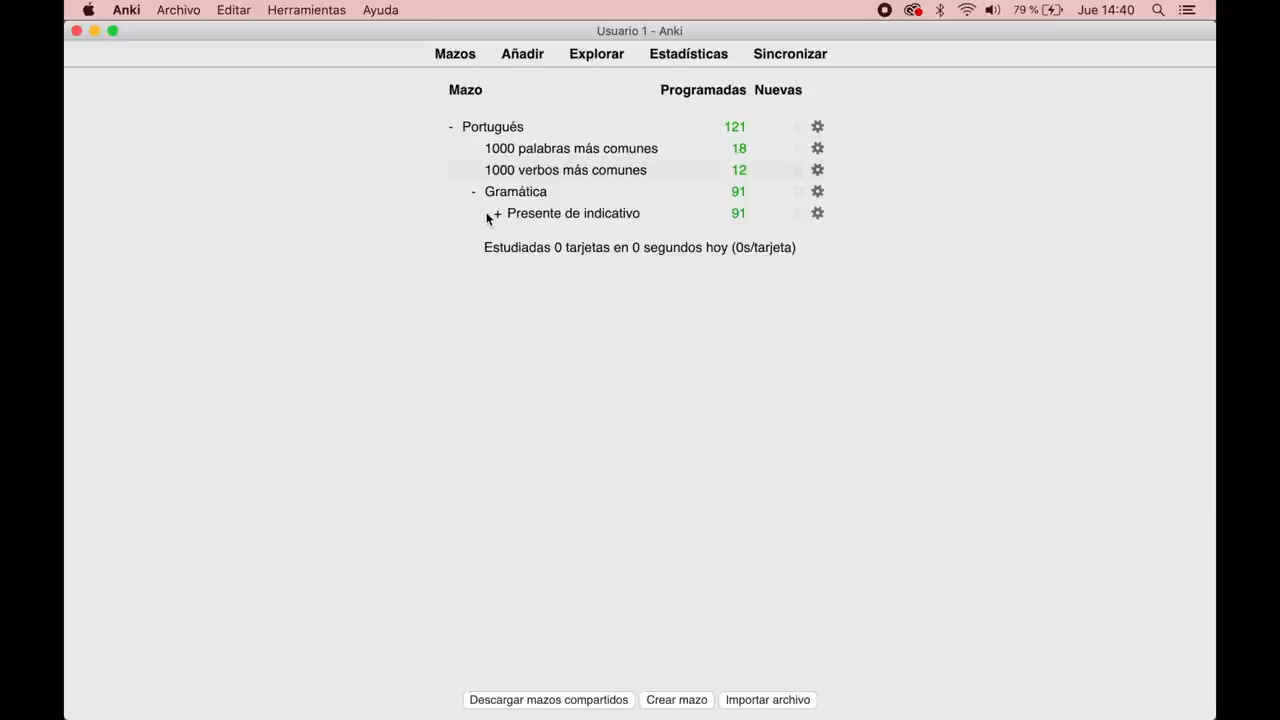 Anki Archivo Editar Herramientas Ayuda 79 % Jue 14:40
Usuario 1 - Anki
Mazos Añadir Explorar Estadísticas Sincronizar
Mazo Programadas Nuevas
- Portugués 121
1000 palabras más comunes 18
1000 verbos más comunes 12
- Gramática 91
+ Presente de indicativo 91
Estudiadas 0 tarjetas en 0 segundos hoy (0s/tarjeta)
Descargar mazos compartidos Crear mazo Importar archivo